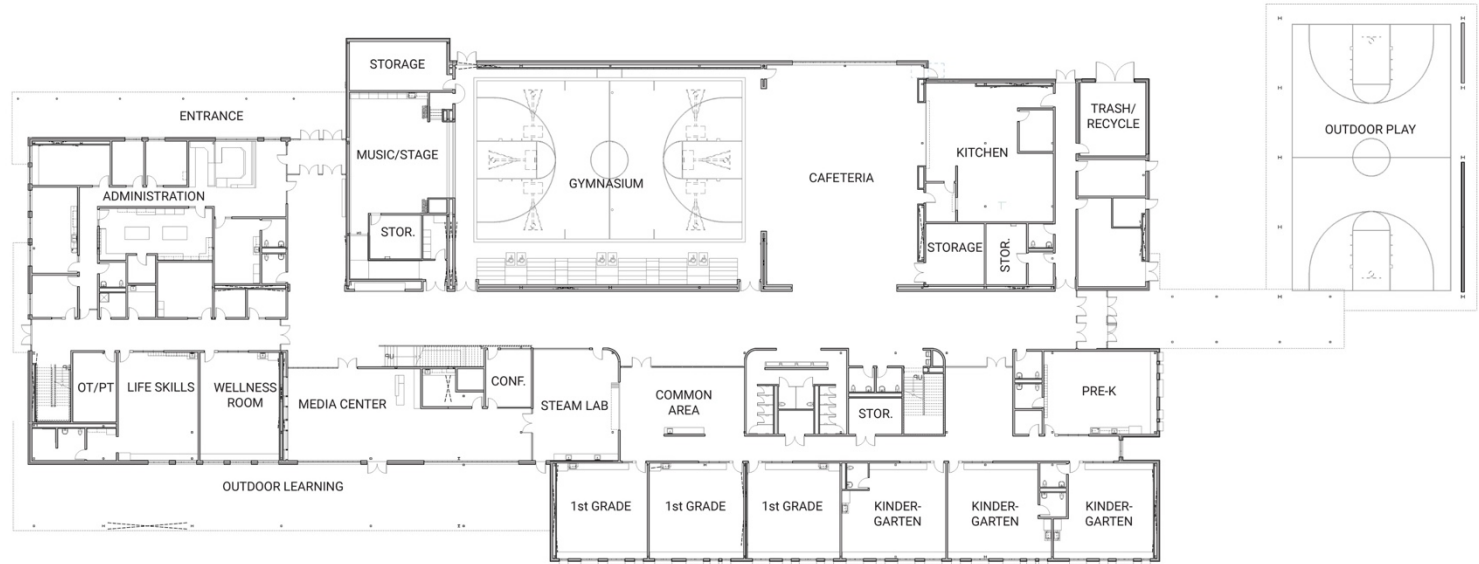 STORAGE
ENTRANCE
TRASH/
RECYCLE
OUTDOOR PLAY
MUSIC/STAGE
KITCHEN
GYMNASIUM
CAFETERIA
ADMINISTRATION
STOR.
STORAGE
STOR.
OT/PT
LIFE SKILLS
WELLNESS
ROOM
MEDIA CENTER
CONF.
STEAM LAB
COMMON
AREA
STOR.
PRE-K
OUTDOOR LEARNING
1st GRADE
1st GRADE
1st GRADE
KINDER-
GARTEN
KINDER-
GARTEN
KINDER-
GARTEN